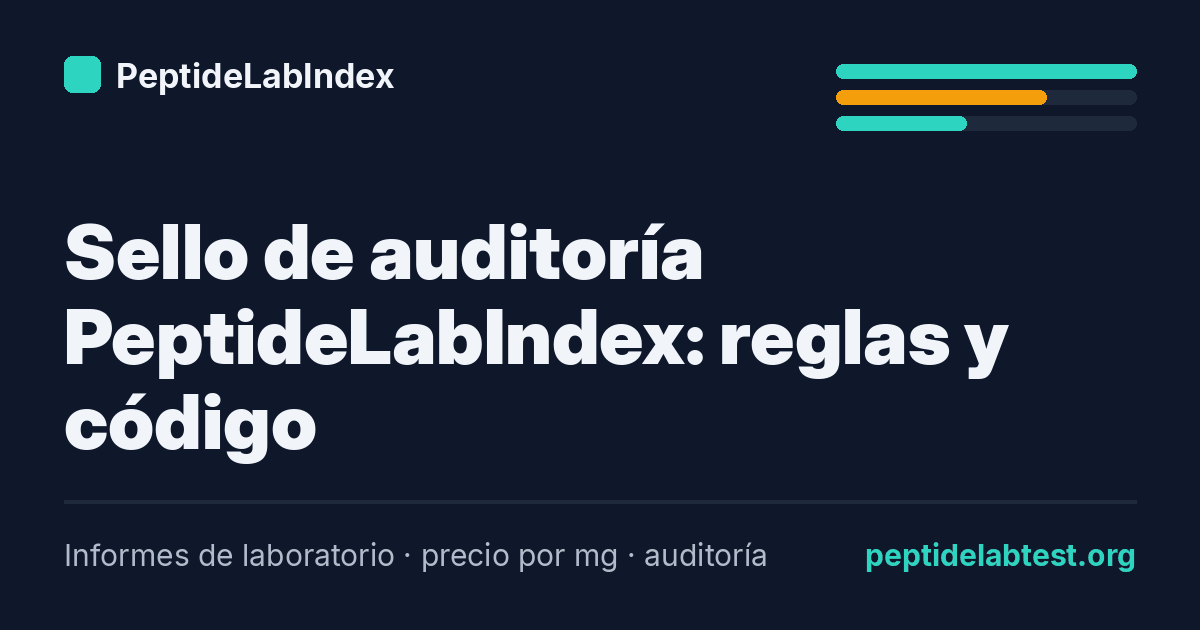 PeptideLabIndex
Sello de auditoría
PeptideLabIndex: reglas y
código
Informes de laboratorio · precio por mg · auditoría
peptidelabtest.org